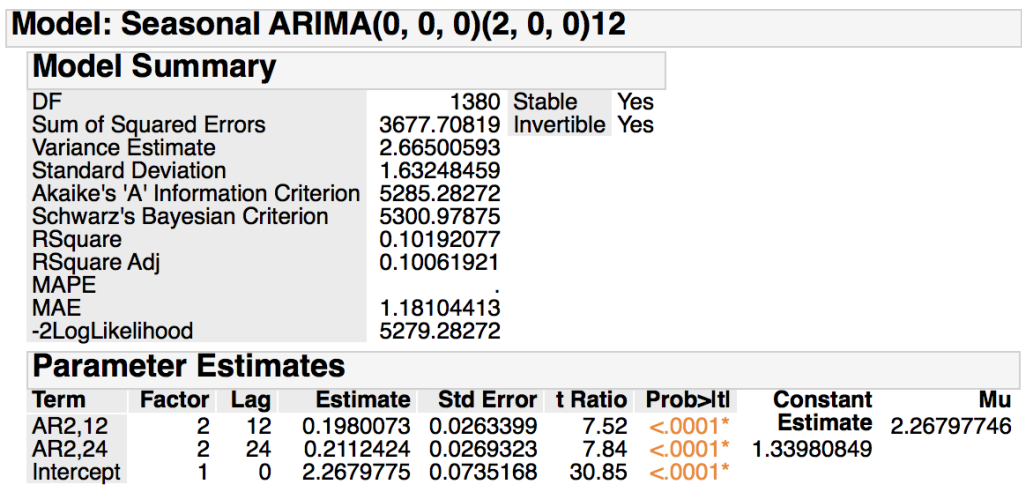 Model: Seasonal ARIMA(0, 0, 0)(2, 0, 0)12
Model Summary
DF 1380 Stable Yes
Sum of Squared Errors 3677.70819 Invertible Yes
Variance Estimate 2.66500593
Standard Deviation 1.63248459
Akaike's 'A' Information Criterion 5285.28272
Schwarz's Bayesian Criterion 5300.97875
RSquare 0.10192077
RSquare Adj 0.10061921
MAPE .
MAE 1.18104413
-2LogLikelihood 5279.28272
Parameter Estimates
Term Factor Lag Estimate Std Error t Ratio Prob>|t| Constant Mu
AR2,12 2 12 0.1980073 0.0263399 7.52 <.0001* Estimate 2.26797746
AR2,24 2 24 0.2112424 0.0269323 7.84 <.0001* 1.33980849
Intercept 1 0 2.2679775 0.0735168 30.85 <.0001*